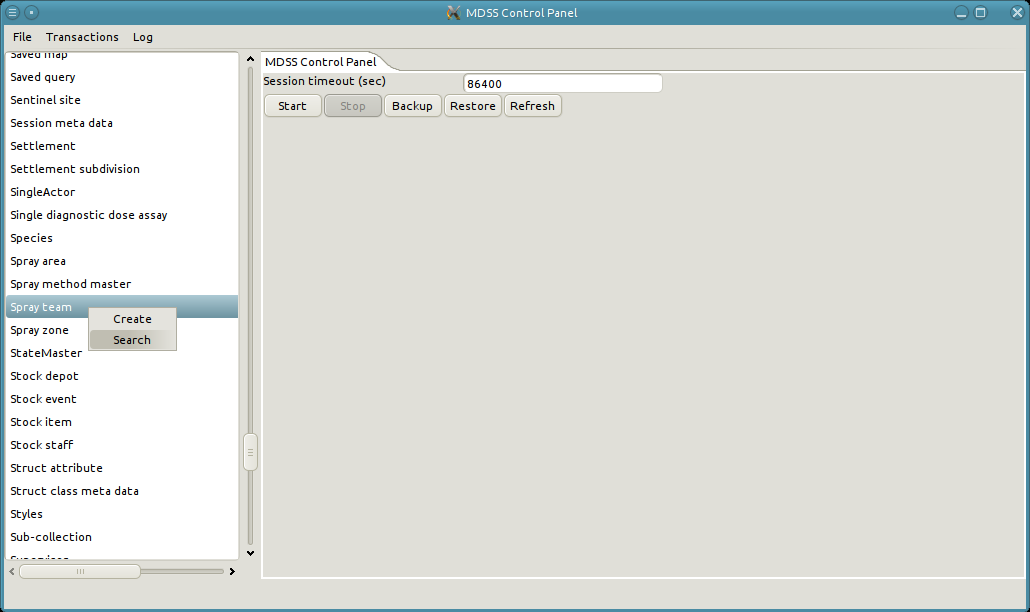 MDSS Control Panel
File Transactions Log
Saved map
Saved query
Sentinel site
Session meta data
Settlement
Settlement subdivision
SingleActor
Single diagnostic dose assay
Species
Spray area
Spray method master
Spray team
Spray zone
StateMaster
Stock depot
Stock event
Stock item
Stock staff
Struct attribute
Struct class meta data
Styles
Sub-collection
Create
Search
MDSS Control Panel
Session timeout (sec) 86400
Start Stop Backup Restore Refresh